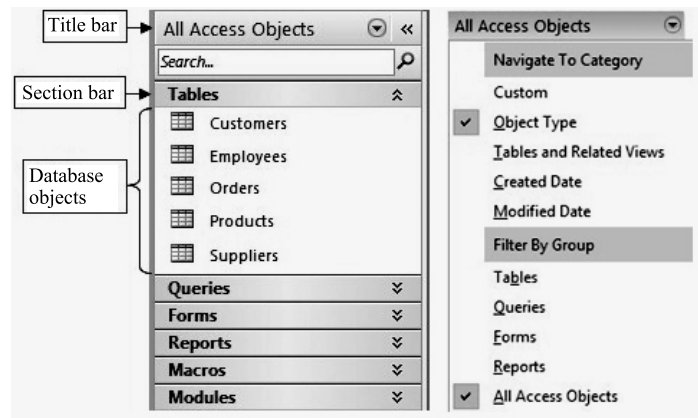 Title bar
All Access Objects
Search...
Section bar
Tables
Database
objects
Customers
Employees
Orders
Products
Suppliers
Queries
Forms
Reports
Macros
Modules
All Access Objects
Navigate To Category
Custom
Object Type
Tables and Related Views
Created Date
Modified Date
Filter By Group
Tables
Queries
Forms
Reports
All Access Objects